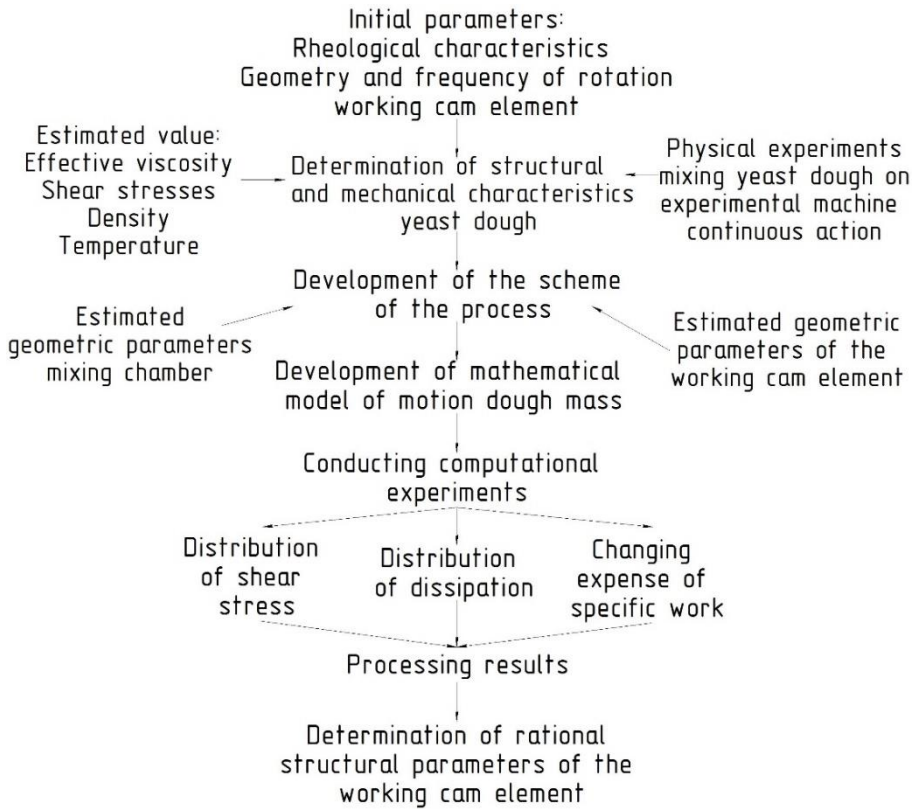 Initial parameters:
Rheological characteristics
Geometry and frequency of rotation
working cam element
Estimated value:
Effective viscosity
Shear stresses
Density
Temperature
Determination of structural
and mechanical characteristics
yeast dough
Physical experiments
mixing yeast dough on
experimental machine
continuous action
Development of the scheme
of the process
Estimated
geometric parameters
mixing chamber
Estimated geometric
parameters of the
working cam element
Development of mathematical
model of motion dough mass
Conducting computational
experiments
Distribution
of shear
stress
Distribution
of dissipation
Changing
expense of
specific work
Processing results
Determination of rational
structural parameters of the
working cam element